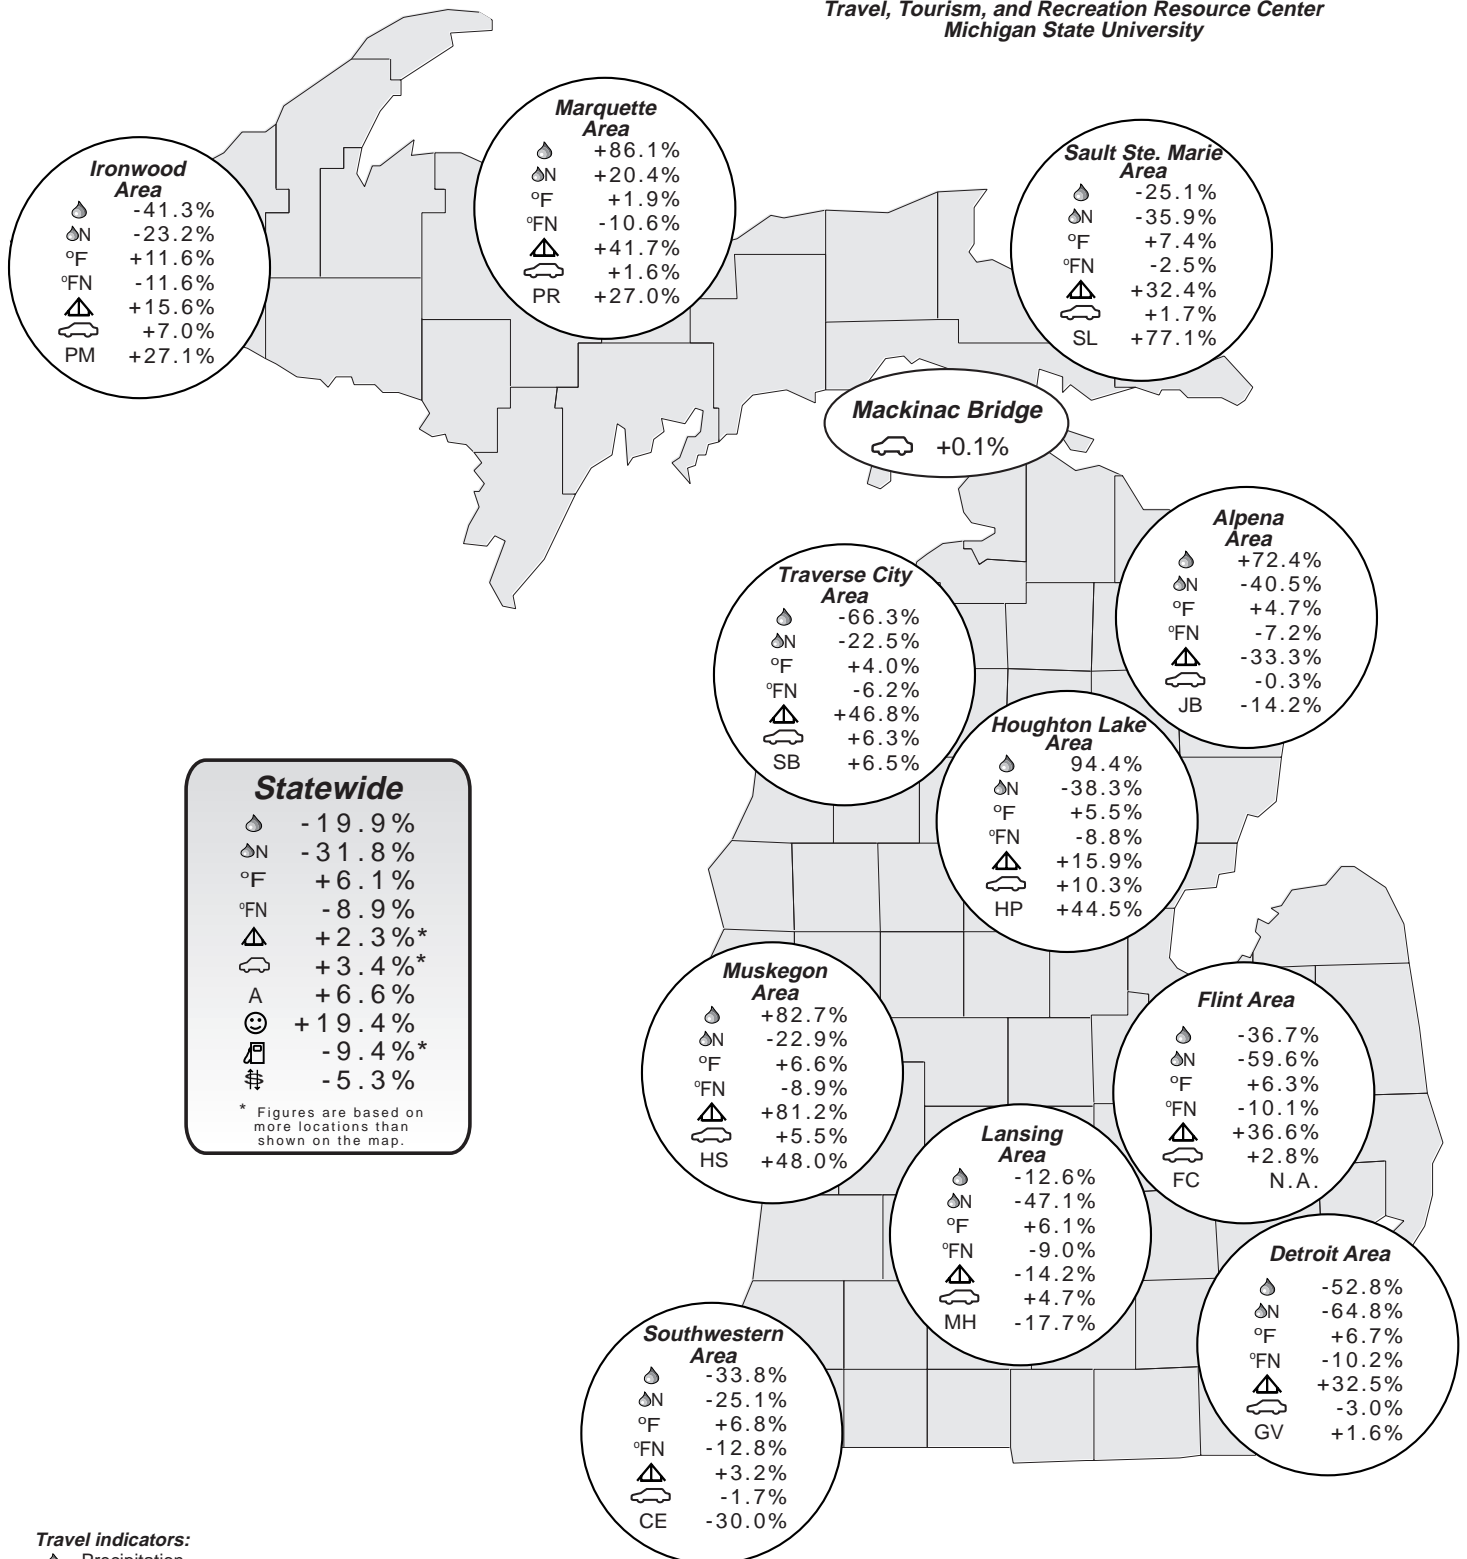 Travel, Tourism, and Recreation Resource Center
Michigan State University
Marquette
Area
+86.1%
N +20.4%
°F +1.9%
°FN -10.6%
+41.7%
+1.6%
PR +27.0%
Ironwood
Area
-41.3%
N -23.2%
°F +11.6%
°FN -11.6%
+15.6%
+7.0%
PM +27.1%
Sault Ste. Marie
Area
-25.1%
N -35.9%
°F +7.4%
°FN -2.5%
+32.4%
+1.7%
SL +77.1%
Mackinac Bridge
+0.1%
Alpena
Area
+72.4%
N -40.5%
°F +4.7%
°FN -7.2%
-33.3%
-0.3%
JB -14.2%
Traverse City
Area
-66.3%
N -22.5%
°F +4.0%
°FN -6.2%
+46.8%
+6.3%
SB +6.5%
Houghton Lake
Area
94.4%
N -38.3%
°F +5.5%
°FN -8.8%
+15.9%
+10.3%
HP +44.5%
Statewide
-19.9%
N -31.8%
°F +6.1%
°FN -8.9%
+2.3%*
+3.4%*
A +6.6%
+19.4%
-9.4%*
-5.3%
* Figures are based on
more locations than
shown on the map.
Muskegon
Area
+82.7%
N -22.9%
°F +6.6%
°FN -8.9%
+81.2%
+5.5%
HS +48.0%
Flint Area
-36.7%
N -59.6%
°F +6.3%
°FN -10.1%
+36.6%
+2.8%
FC N.A.
Lansing
Area
-12.6%
N -47.1%
°F +6.1%
°FN -9.0%
-14.2%
+4.7%
MH -17.7%
Detroit Area
-52.8%
N -64.8%
°F +6.7%
°FN -10.2%
+32.5%
-3.0%
GV +1.6%
Southwestern
Area
-33.8%
N -25.1%
°F +6.8%
°FN -12.8%
+3.2%
-1.7%
CE -30.0%
Travel indicators:
Precipitation